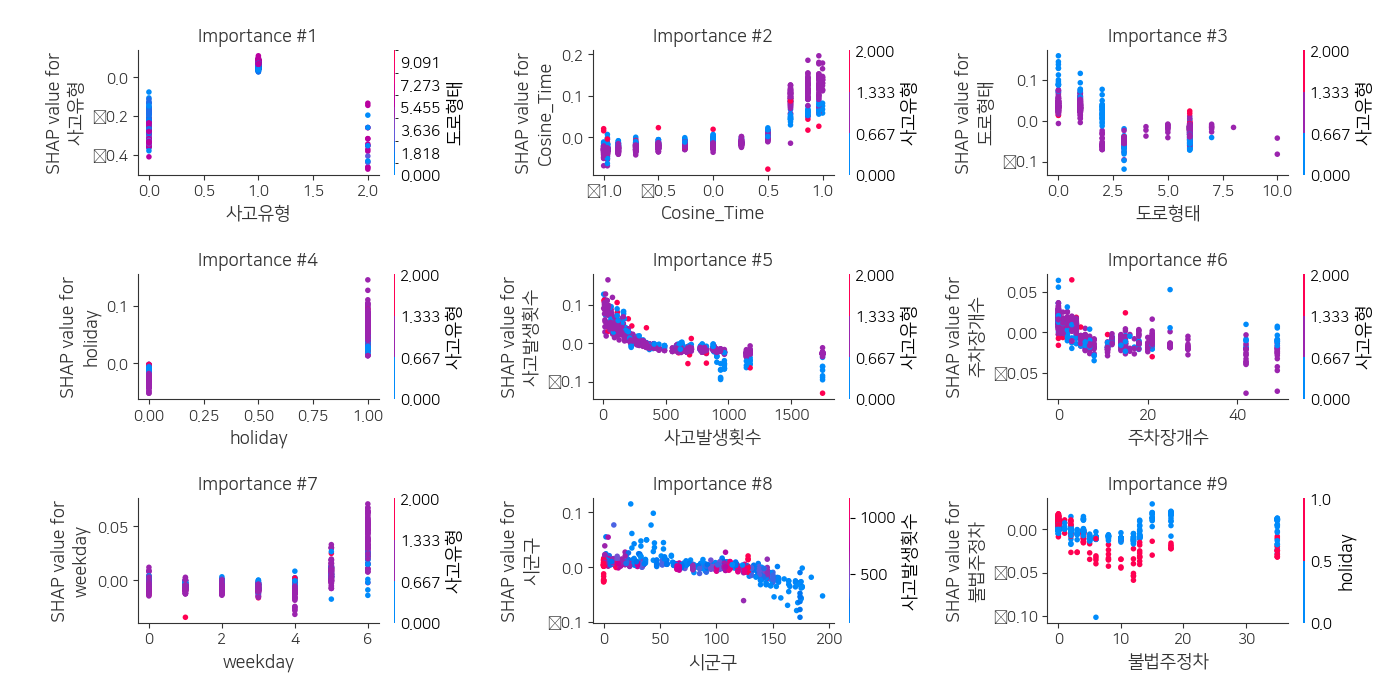 Importance #1
SHAP value for
사고유형
0.0
0.2
0.4
0.0
0.5
1.0
1.5
2.0
사고유형
9.091
7.273
5.455
3.636
1.818
0.000
도로형태
Importance #2
SHAP value for
Cosine_Time
0.2
0.1
0.0
1.0
0.5
0.0
0.5
1.0
Cosine_Time
2.000
1.333
0.667
0.000
사고유형
Importance #3
SHAP value for
도로형태
0.1
0.0
0.1
0.0
2.5
5.0
7.5
10.0
도로형태
2.000
1.333
0.667
0.000
사고유형
Importance #4
SHAP value for
holiday
0.1
0.0
0.00
0.25
0.50
0.75
1.00
holiday
2.000
1.333
0.667
0.000
사고유형
Importance #5
SHAP value for
사고발생횟수
0.1
0.0
0.1
0
500
1000
1500
사고발생횟수
2.000
1.333
0.667
0.000
사고유형
Importance #6
SHAP value for
주차장개수
0.05
0.00
0.05
0
20
40
주차장개수
2.000
1.333
0.667
0.000
사고유형
Importance #7
SHAP value for
weekday
0.05
0.00
0
2
4
6
weekday
2.000
1.333
0.667
0.000
사고유형
Importance #8
SHAP value for
시군구
0.1
0.0
0.1
0
50
100
150
200
시군구
1000
500
사고발생횟수
Importance #9
SHAP value for
불법주정차
0.00
0.05
0.10
0
10
20
30
불법주정차
1.0
0.5
0.0
holiday